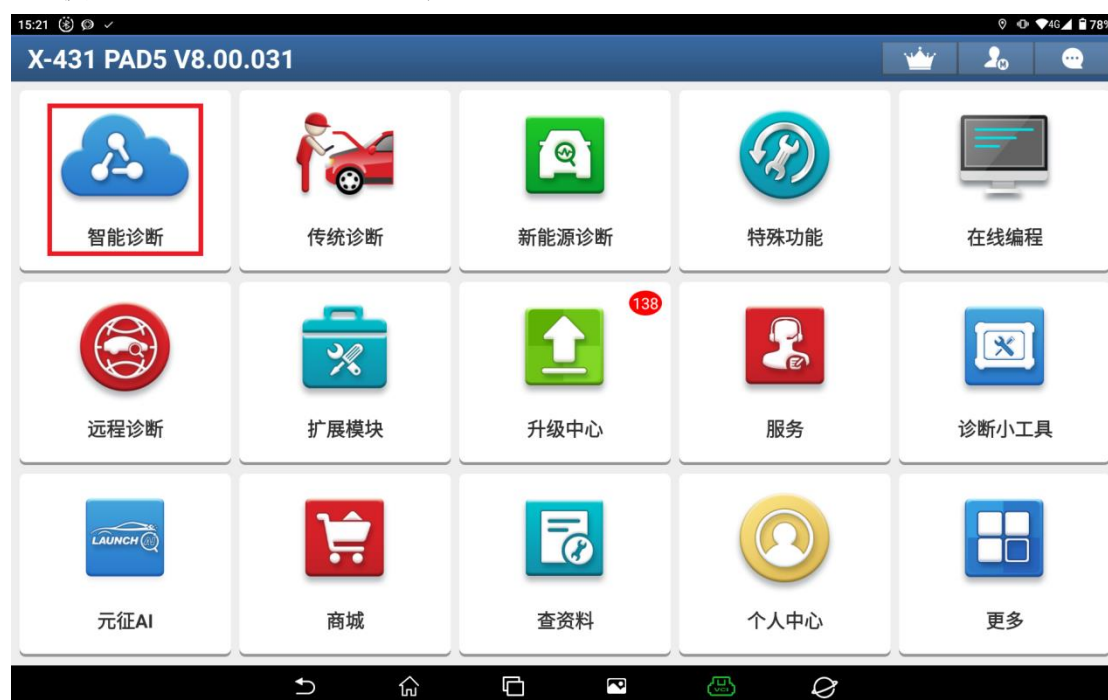 15:21 4G 78%
X-431 PAD5 V8.00.031
智能诊断 传统诊断 新能源诊断 特殊功能 在线编程
138
远程诊断 扩展模块 升级中心 服务 诊断小工具
LAUNCH
元征AI 商城 查资料 个人中心 更多
VCI